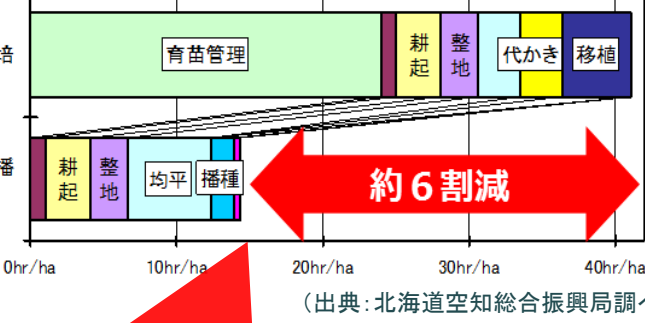 培
育苗管理
耕起
整地
代かき
移植
播
耕起
整地
均平
播種
約６割減
0hr/ha
10hr/ha
20hr/ha
30hr/ha
40hr/ha
（出典：北海道空知総合振興局調べ